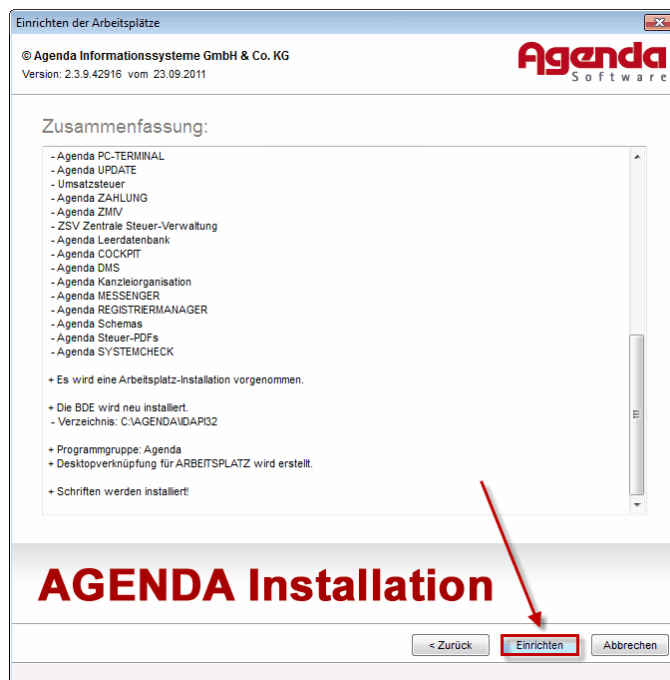 Einrichten der Arbeitsplätze
© Agenda Informationssysteme GmbH & Co. KG
Version: 2.3.9.42916 vom 23.09.2011
Agenda
Software
Zusammenfassung:
- Agenda PC-TERMINAL
- Agenda UPDATE
- Umsatzsteuer
- Agenda ZAHLUNG
- Agenda ZMIV
- ZSV Zentrale Steuer-Verwaltung
- Agenda Leerdatenbank
- Agenda COCKPIT
- Agenda DMS
- Agenda Kanzleiorganisation
- Agenda MESSENGER
- Agenda REGISTRIERMANAGER
- Agenda Schemas
- Agenda Steuer-PDFs
- Agenda SYSTEMCHECK
+ Es wird eine Arbeitsplatz-Installation vorgenommen.
+ Die BDE wird neu installiert.
- Verzeichnis: C:\AGENDA\IDAPI32
+ Programmgruppe: Agenda
+ Desktopverknüpfung für ARBEITSPLATZ wird erstellt.
+ Schriften werden installiert!
AGENDA Installation
< Zurück
Einrichten
Abbrechen